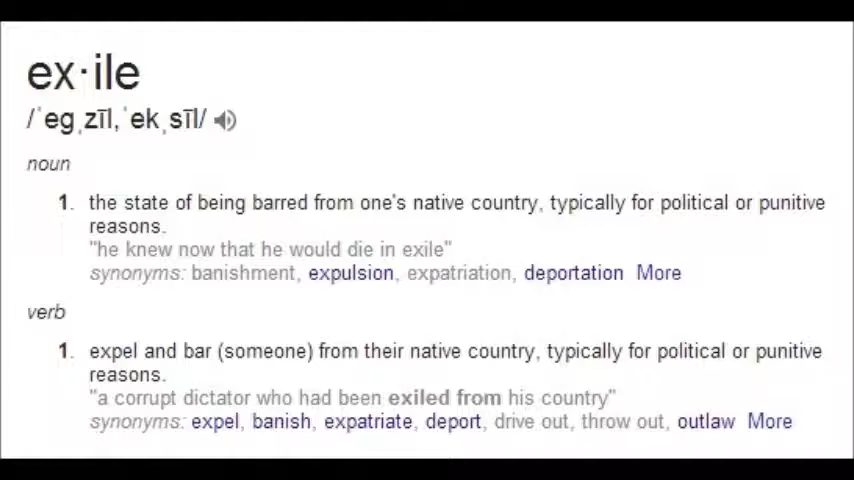 ex·ile
/ˈegˌzīl,ˈekˌsīl/
noun
1. the state of being barred from one's native country, typically for political or punitive
reasons.
"he knew now that he would die in exile"
synonyms: banishment, expulsion, expatriation, deportation More
verb
1. expel and bar (someone) from their native country, typically for political or punitive
reasons.
"a corrupt dictator who had been exiled from his country"
synonyms: expel, banish, expatriate, deport, drive out, throw out, outlaw More